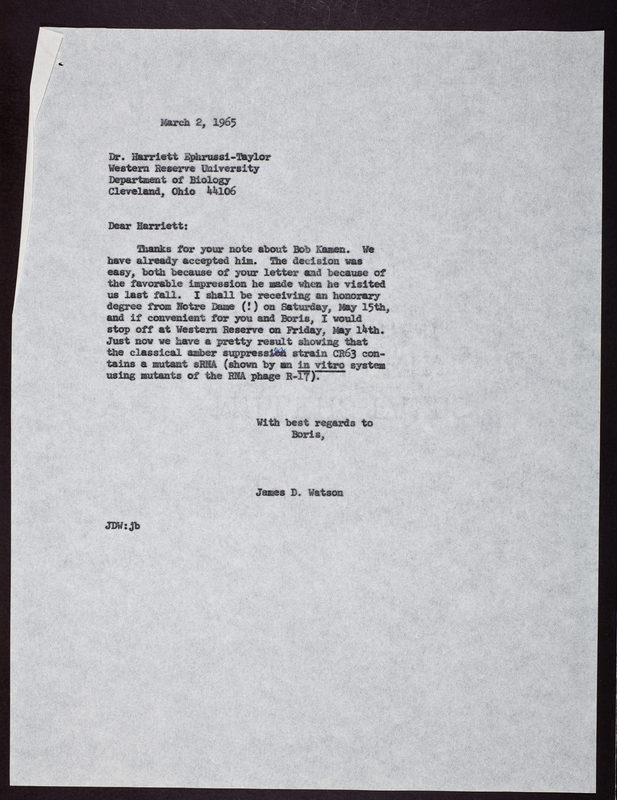 March 2, 1965
Dr. Harriett Ephrussi-Taylor
Western Reserve University
Department of Biology
Cleveland, Ohio 44106
Dear Harriett:
Thanks for your note about Bob Kamen. We
have already accepted him. The decision was
easy, both because of your letter and because of
the favorable impression he made when he visited
us last fall. I shall be receiving an honorary
degree from Notre Dame (!) on Saturday, May 15th,
and if convenient for you and Boris, I would
stop off at Western Reserve on Friday, May 14th.
Just now we have a pretty result showing that
the classical amber suppression strain CR63 con-
tains a mutant sRNA (shown by an in vitro system
using mutants of the RNA phage R-17).
With best regards to
Boris,
James D. Watson
JDW:jb